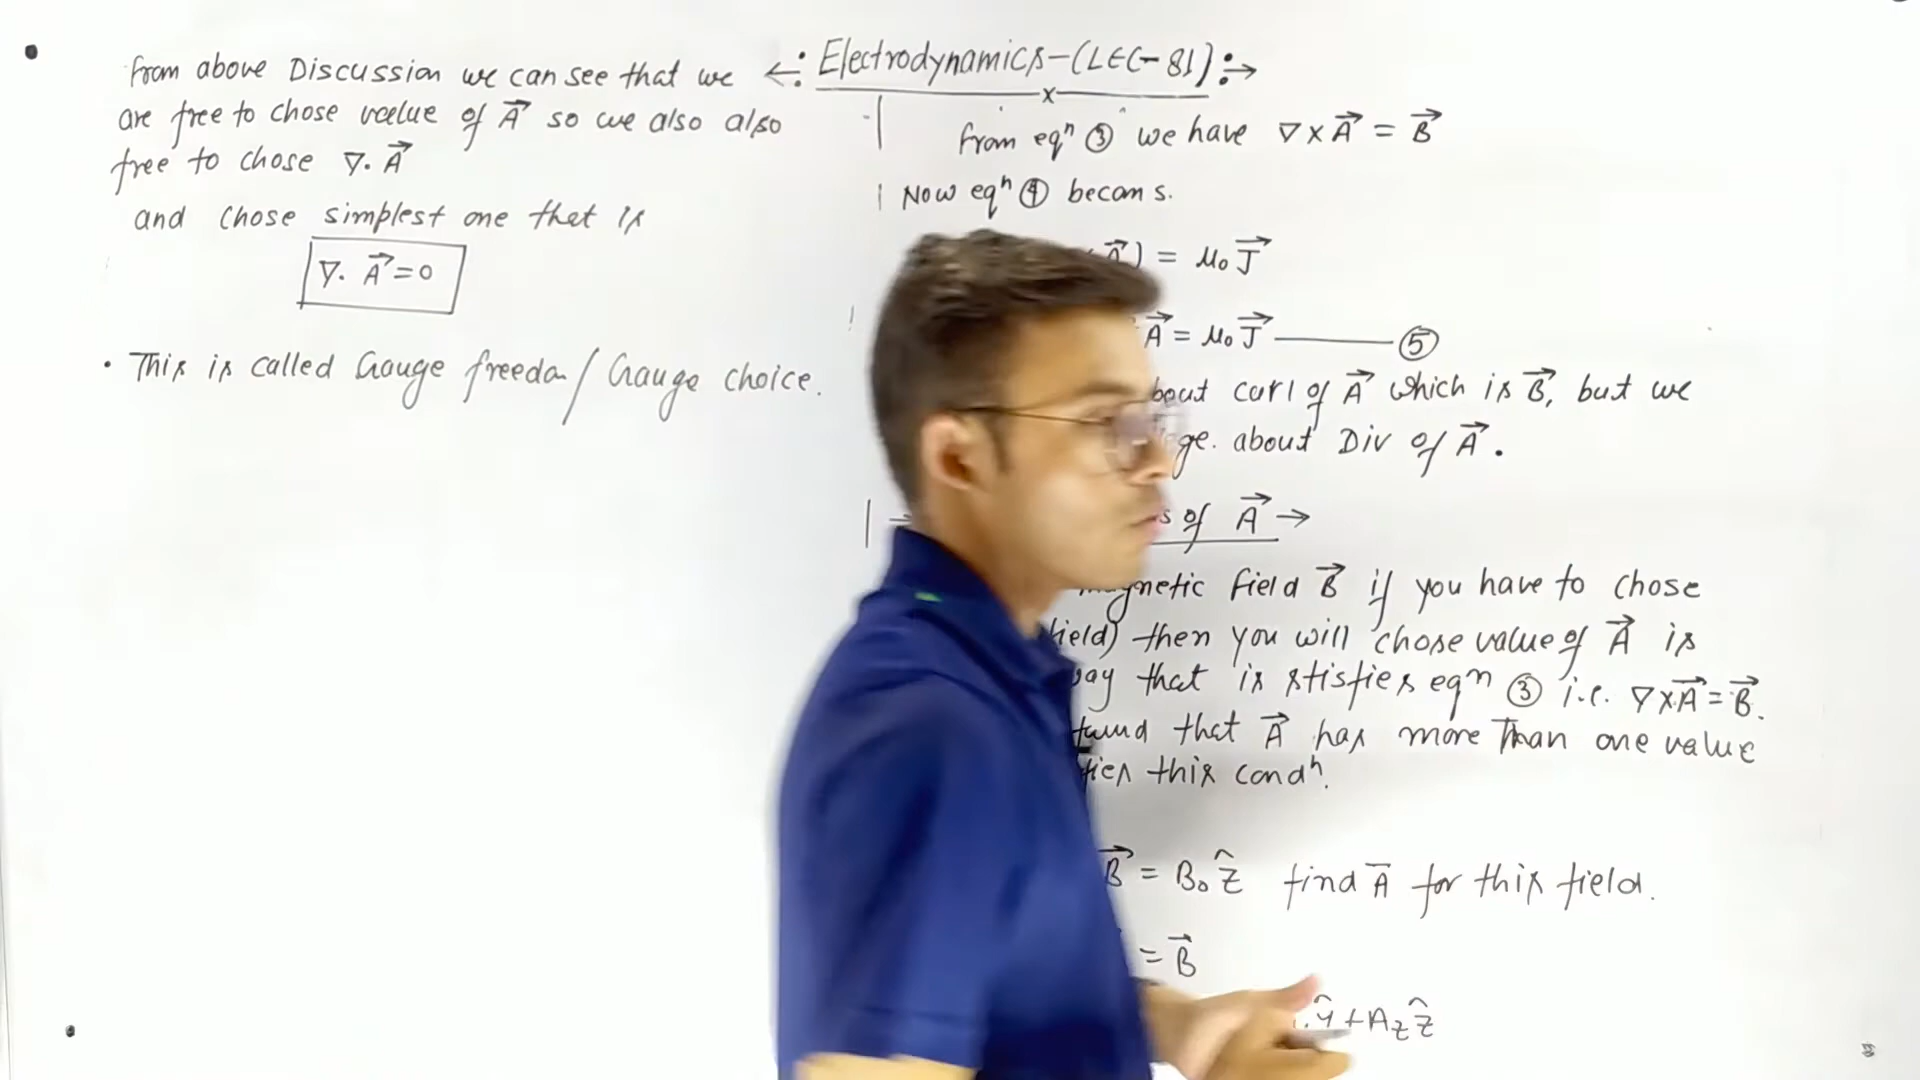 ←: Electrodynamics-(LEC-81):→
x
from above Discussion we can see that we
are free to chose value of A⃗ so we also also
free to chose ∇. A⃗
and chose simplest one that is
∇. A⃗ = 0
• This is called Gauge freedom / Gauge choice.
from eqⁿ ③ we have ∇ x A⃗ = B⃗
Now eqⁿ ④ becom s.
A⃗) = μ₀ J⃗
A⃗ = μ₀ J⃗ ——— ⑤
curl of A⃗ which is B⃗, but we
about Div of A⃗.
of A⃗ →
field B⃗ if you have to chose
then you will chose value of A⃗ is
that is stisfies eqⁿ ③ i.e. ∇ x A⃗ = B⃗.
that A⃗ has more Than one value
this condⁿ.
B⃗ = B₀ ẑ find A̅ for this field.
= B⃗
ŷ + A_z ẑ